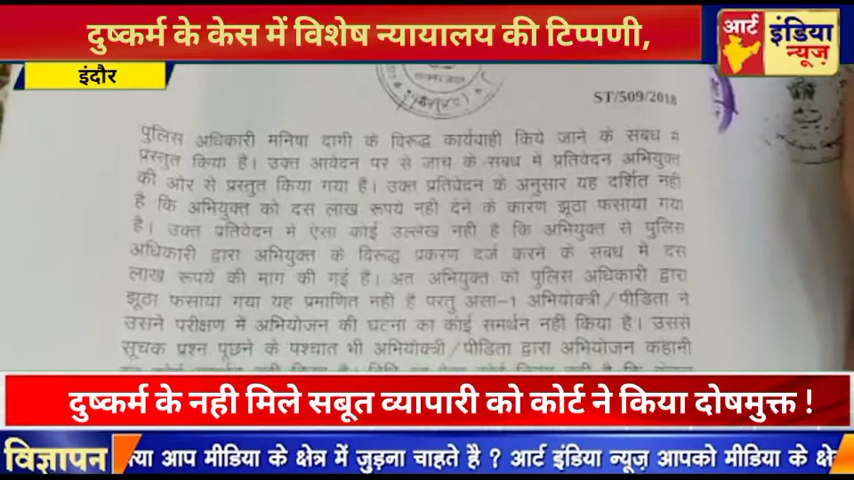 दुष्कर्म के केस में विशेष न्यायालय की टिप्पणी,
आर्ट इंडिया न्यूज़
इंदौर
ST/509/2018
पुलिस अधिकारी मनिषा दागी के विरूद्ध कार्यवाही किये जाने के सबध मे
प्रस्तुत किया है। उक्त आवेदन पर से जाच के सबध मे प्रतिवेदन अभियुक्त
की ओर से प्रस्तुत किया गया है। उक्त प्रतिवेदन के अनुसार यह दर्शित नही
है कि अभियुक्त को दस लाख रूपये नही देने के कारण झूठा फसाया गया
है। उक्त प्रतिवेदन मे ऐसा कोई उल्लेख नही है कि अभियुक्त से पुलिस
अधिकारी द्वारा अभियुक्त के विरूद्ध प्रकरण दर्ज करने के सबध मे दस
लाख रूपये की माग की गई है। अत अभियुक्त को पुलिस अधिकारी द्वारा
झूठा फसाया गया यह प्रमाणित नही है परतु असा-1 अभियोक्त्री/पीडिता ने
उसने परीक्षण मे अभियोजन की घटना का कोई समर्थन नही किया है। उससे
सूचक प्रश्न पूछने के पश्चात भी अभियोक्त्री/पीडिता द्वारा अभियोजन कहानी
दुष्कर्म के नही मिले सबूत व्यापारी को कोर्ट ने किया दोषमुक्त !
विज्ञापन
क्या आप मीडिया के क्षेत्र में जुड़ना चाहते है ? आर्ट इंडिया न्यूज़ आपको मीडिया के क्षे